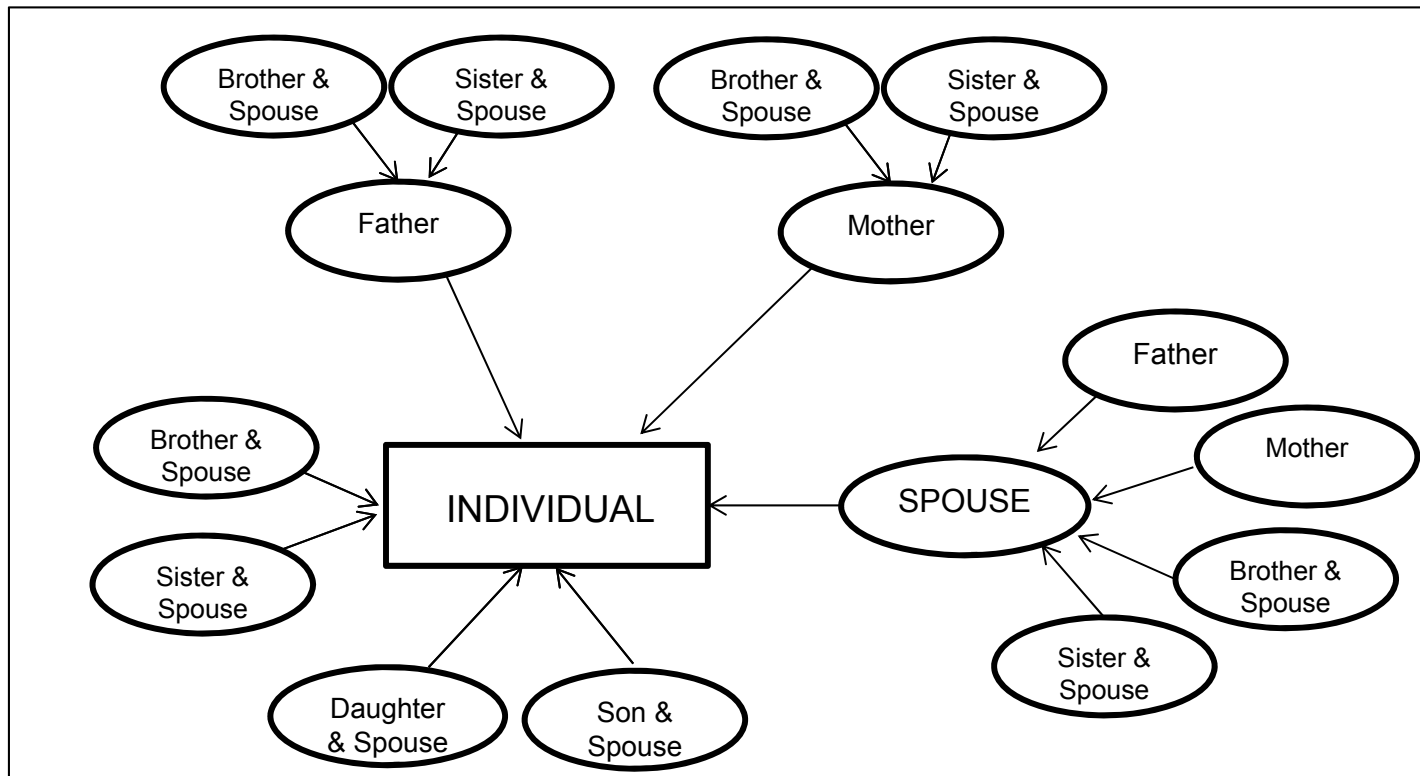 Brother &
Spouse
Sister &
Spouse
Brother &
Spouse
Sister &
Spouse
Father
Mother
Father
Mother
Brother &
Spouse
INDIVIDUAL
SPOUSE
Sister &
Spouse
Brother &
Spouse
Sister &
Spouse
Daughter
& Spouse
Son &
Spouse